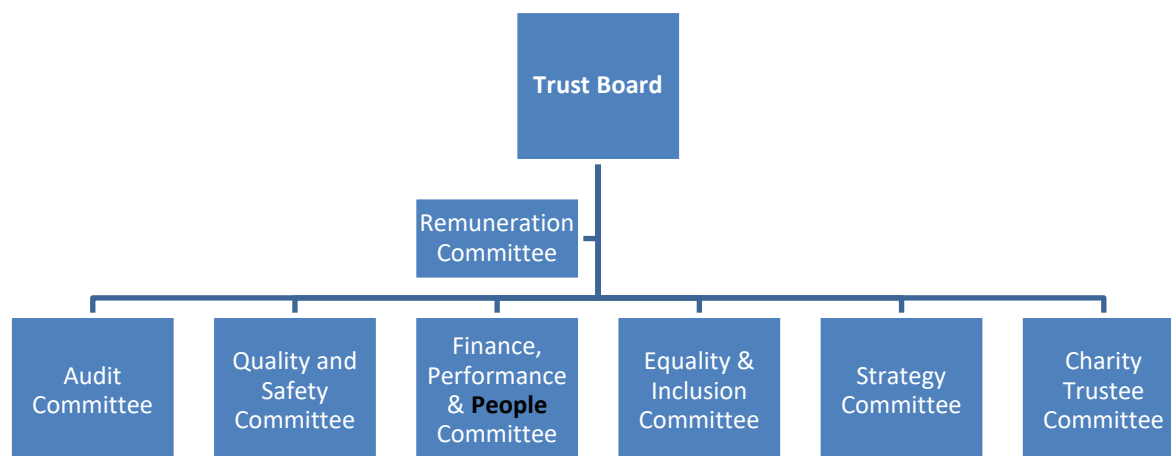 Trust Board
Remuneration
Committee
Audit
Committee
Quality and
Safety
Committee
Finance,
Performance
& People
Committee
Equality &
Inclusion
Committee
Strategy
Committee
Charity
Trustee
Committee